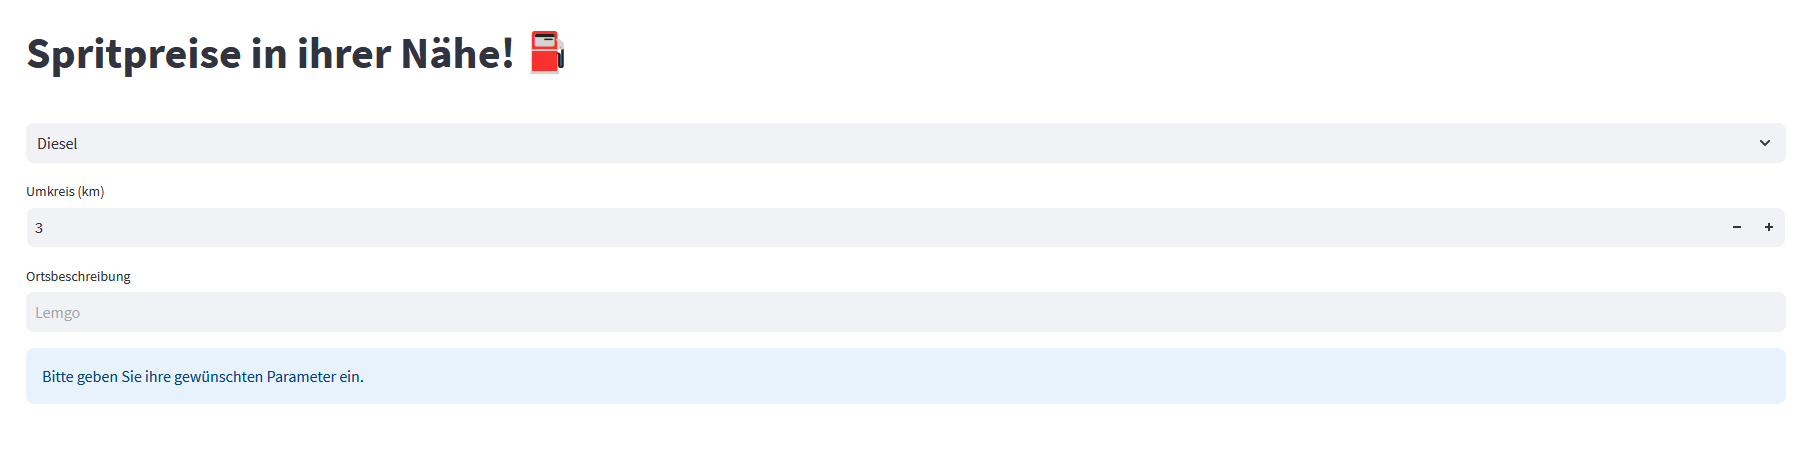 Spritpreise in ihrer Nähe! ⛽
Diesel
Umkreis (km)
3
Ortsbeschreibung
Lemgo
Bitte geben Sie ihre gewünschten Parameter ein.